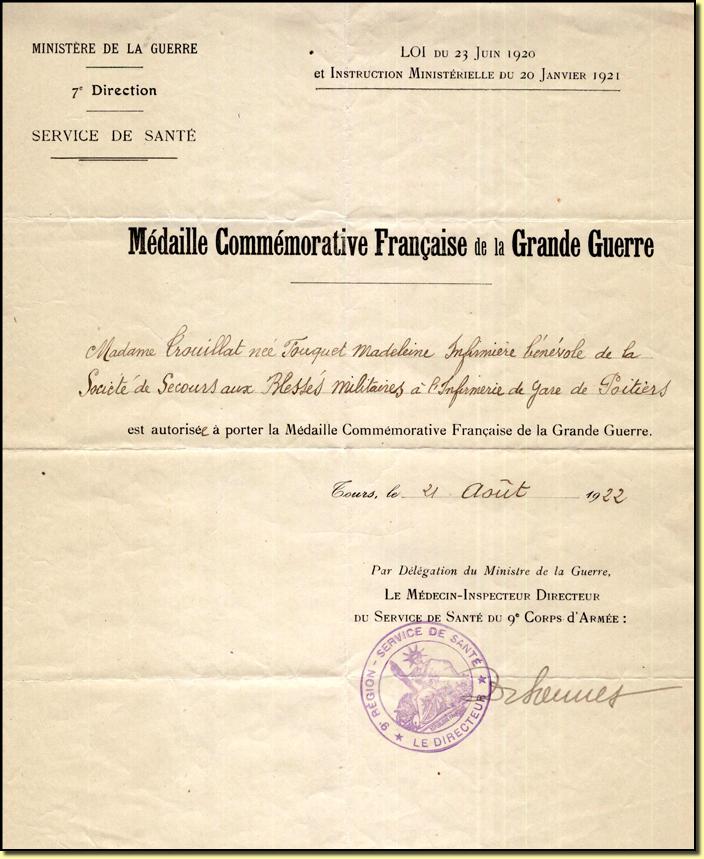 MINISTÈRE DE LA GUERRE
7e Direction
SERVICE DE SANTÉ
LOI DU 23 JUIN 1920
et INSTRUCTION MINISTÉRIELLE DU 20 JANVIER 1921
Médaille Commémorative Française de la Grande Guerre
Madame Trouillat née Touquet Madeleine Infirmière bénévole de la
Société de Secours aux Blessés Militaires à l'Infirmerie de Gare de Poitiers
est autorisée à porter la Médaille Commémorative Française de la Grande Guerre.
Tours, le 21 Août 1922
Par Délégation du Ministre de la Guerre,
LE MÉDECIN-INSPECTEUR DIRECTEUR
DU SERVICE DE SANTÉ DU 9e CORPS D'ARMÉE :
9e RÉGION - SERVICE DE SANTÉ
★ LE DIRECTEUR ★